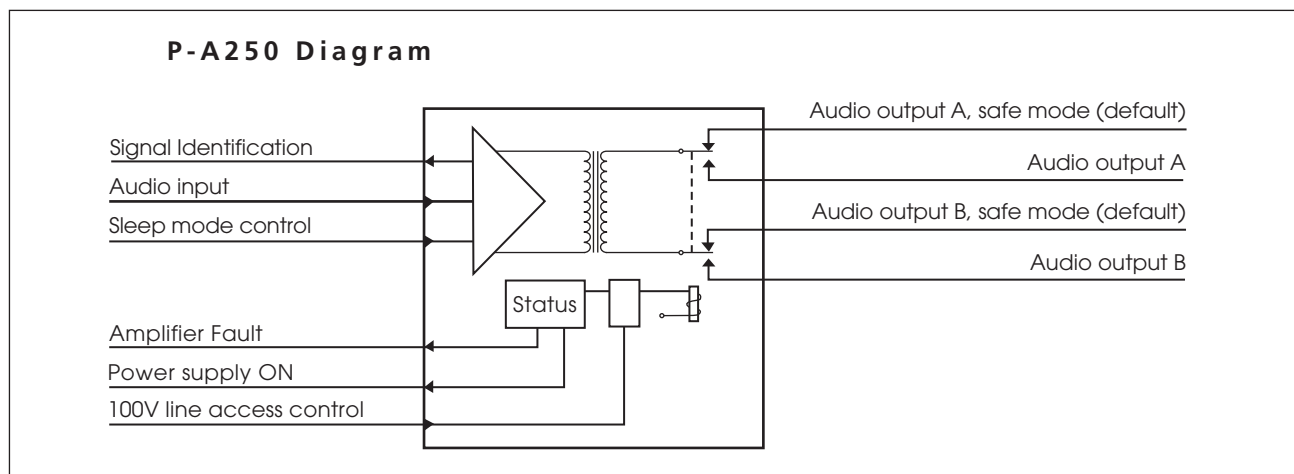 P-A250 Diagram
Signal Identification
Audio input
Sleep mode control
Audio output A, safe mode (default)
Audio output A
Audio output B, safe mode (default)
Audio output B
Status
Amplifier Fault
Power supply ON
100V line access control